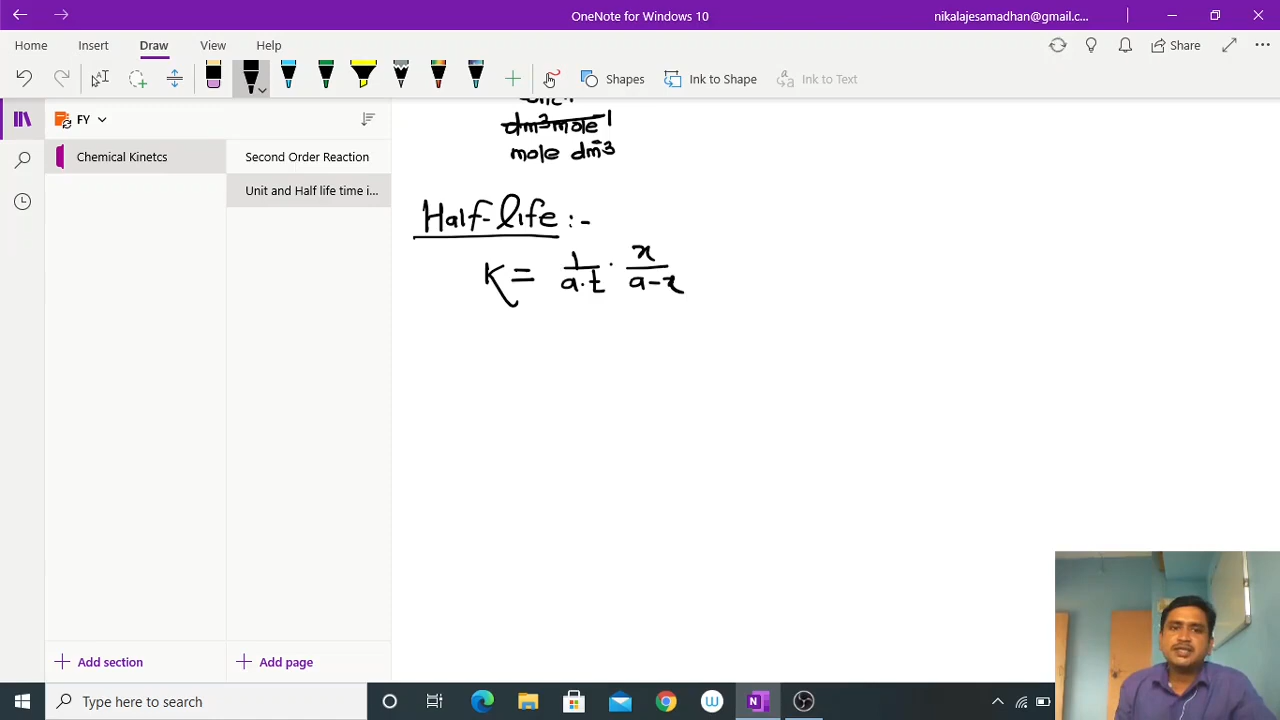 OneNote for Windows 10
nikalajesamadhan@gmail.c...
Home Insert Draw View Help
Share
Shapes
Ink to Shape
Ink to Text
FY
Chemical Kinetcs
Second Order Reaction
Unit and Half life time i...
dm³mole⁻¹
mole dm⁻³
Half-life :-
K = 1/a.t · x/a-x
Add section
Add page
Type here to search